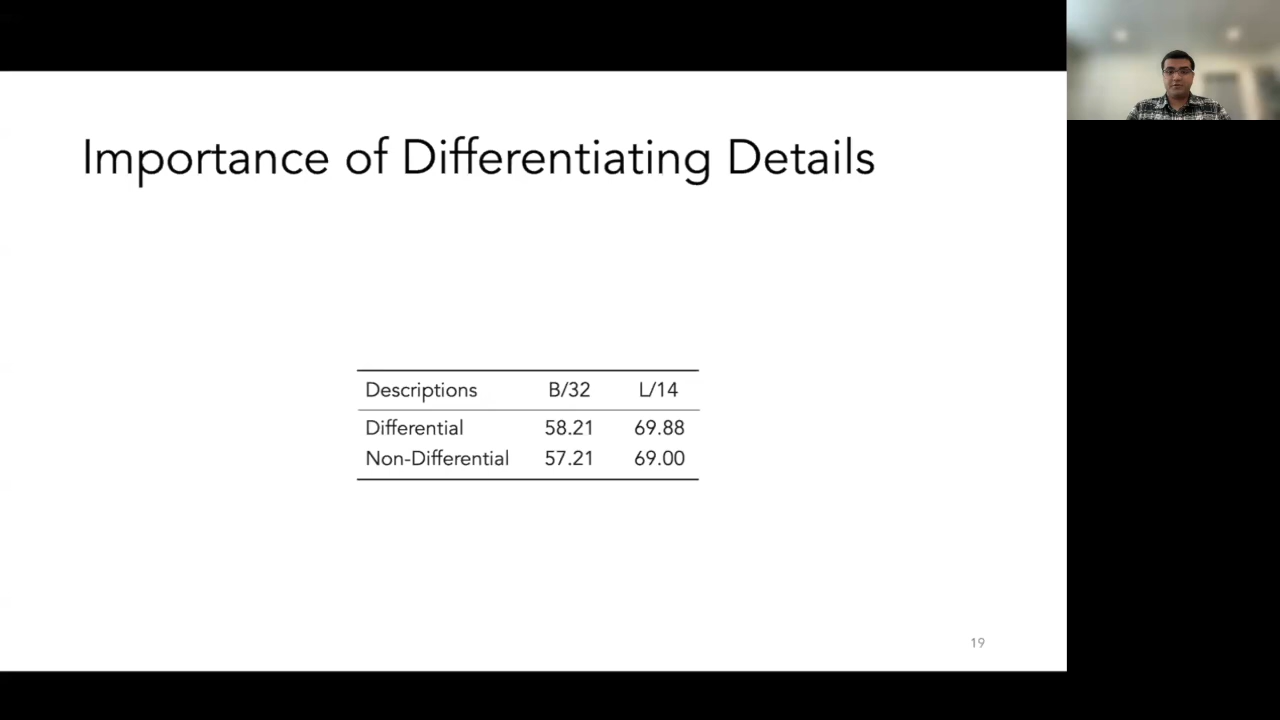 Importance of Differentiating Details
Descriptions B/32 L/14
Differential 58.21 69.88
Non-Differential 57.21 69.00
19